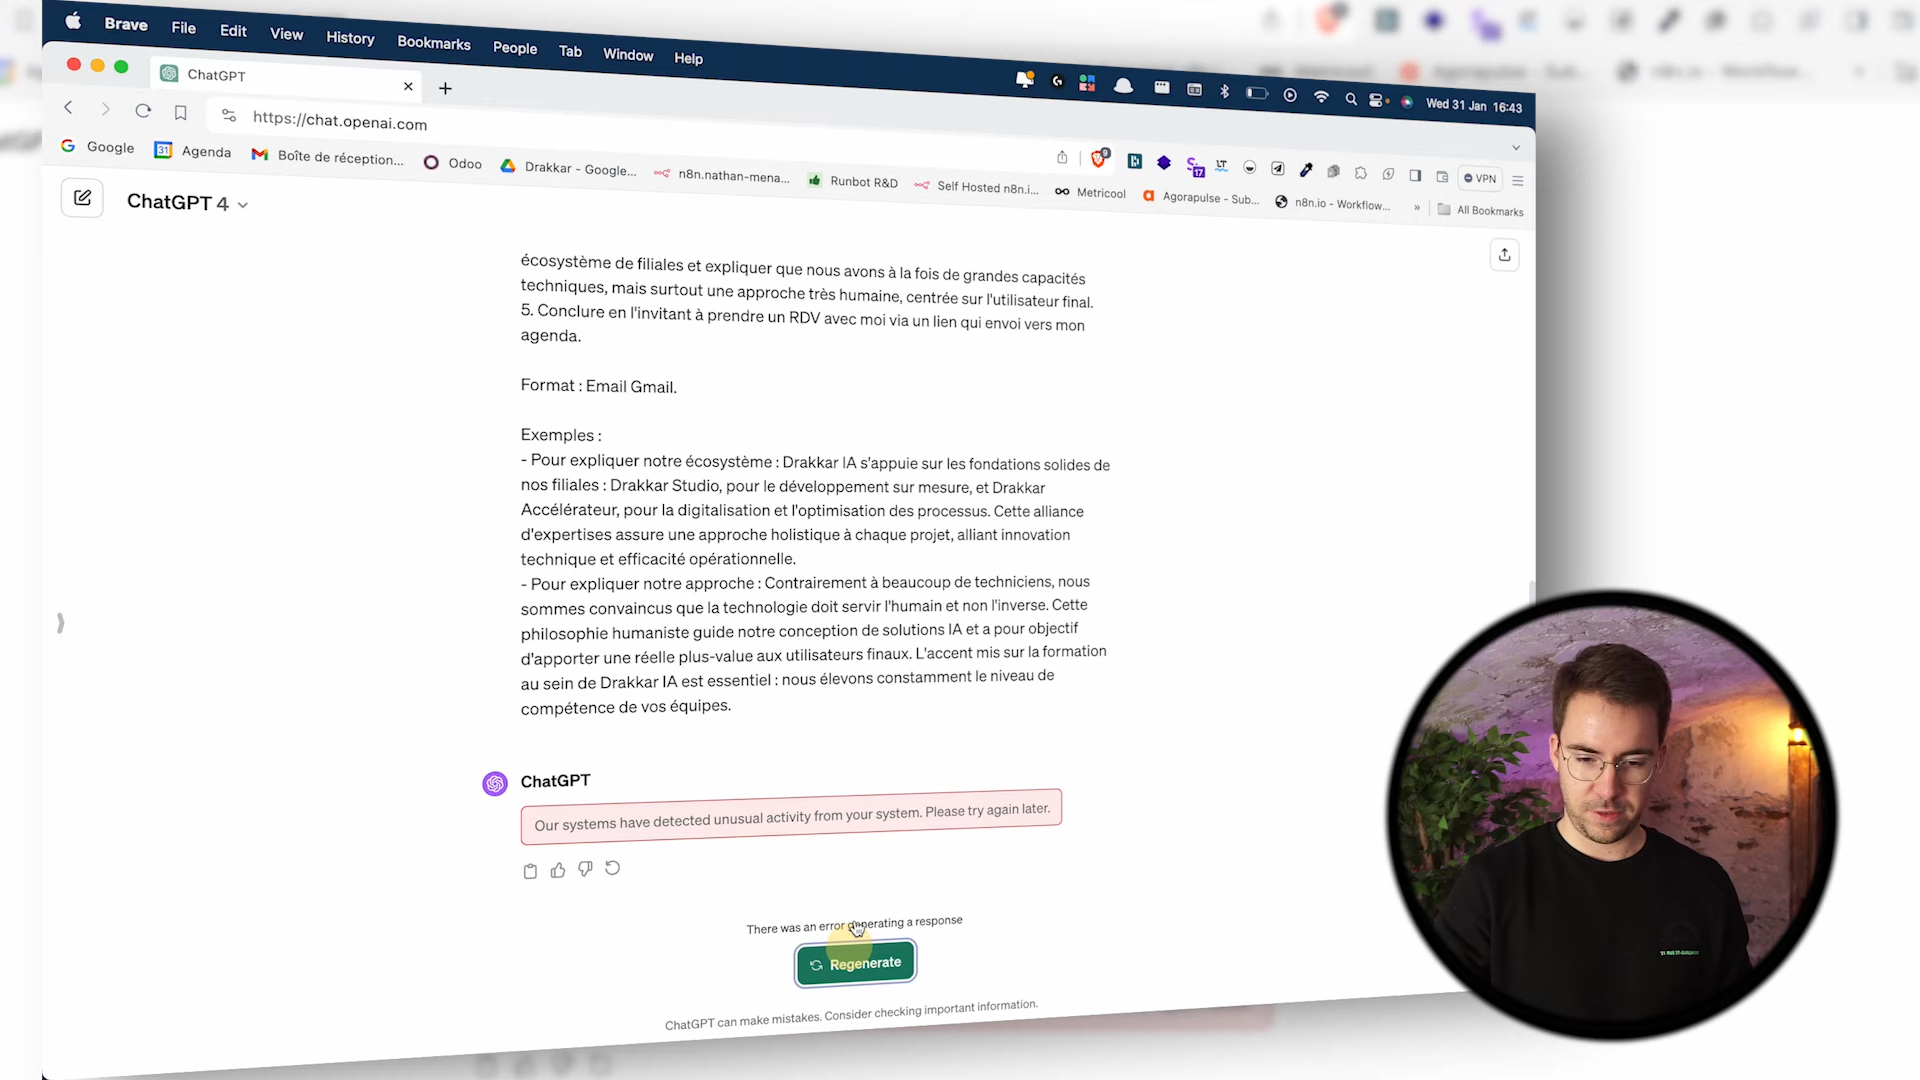 Brave File Edit View History Bookmarks People Tab Window Help
Wed 31 Jan 16:43
ChatGPT
https://chat.openai.com
VPN
Google Agenda Boîte de réception... Odoo Drakkar - Google... n8n.nathan-mena... Runbot R&D Self Hosted n8n.i... Metricool Agorapulse - Sub... n8n.io - Workflow... » All Bookmarks
ChatGPT 4
écosystème de filiales et expliquer que nous avons à la fois de grandes capacités
techniques, mais surtout une approche très humaine, centrée sur l'utilisateur final.
5. Conclure en l'invitant à prendre un RDV avec moi via un lien qui envoi vers mon
agenda.
Format : Email Gmail.
Exemples :
- Pour expliquer notre écosystème : Drakkar IA s'appuie sur les fondations solides de
nos filiales : Drakkar Studio, pour le développement sur mesure, et Drakkar
Accélérateur, pour la digitalisation et l'optimisation des processus. Cette alliance
d'expertises assure une approche holistique à chaque projet, alliant innovation
technique et efficacité opérationnelle.
- Pour expliquer notre approche : Contrairement à beaucoup de techniciens, nous
sommes convaincus que la technologie doit servir l'humain et non l'inverse. Cette
philosophie humaniste guide notre conception de solutions IA et a pour objectif
d'apporter une réelle plus-value aux utilisateurs finaux. L'accent mis sur la formation
au sein de Drakkar IA est essentiel : nous élevons constamment le niveau de
compétence de vos équipes.
ChatGPT
Our systems have detected unusual activity from your system. Please try again later.
There was an error generating a response
Regenerate
ChatGPT can make mistakes. Consider checking important information.